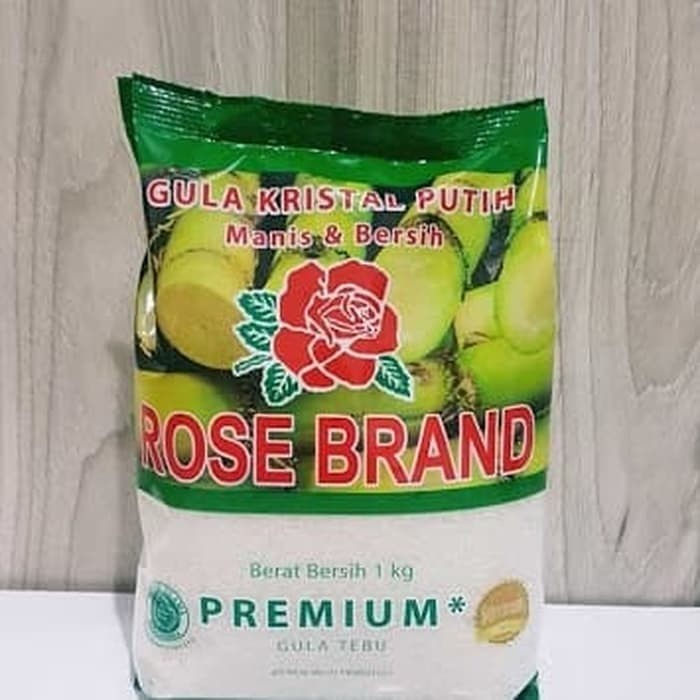 GULA KRISTAL PUTIH
Manis & Bersih
ROSE BRAND
Berat Bersih 1 kg
PREMIUM*
GULA TEBU